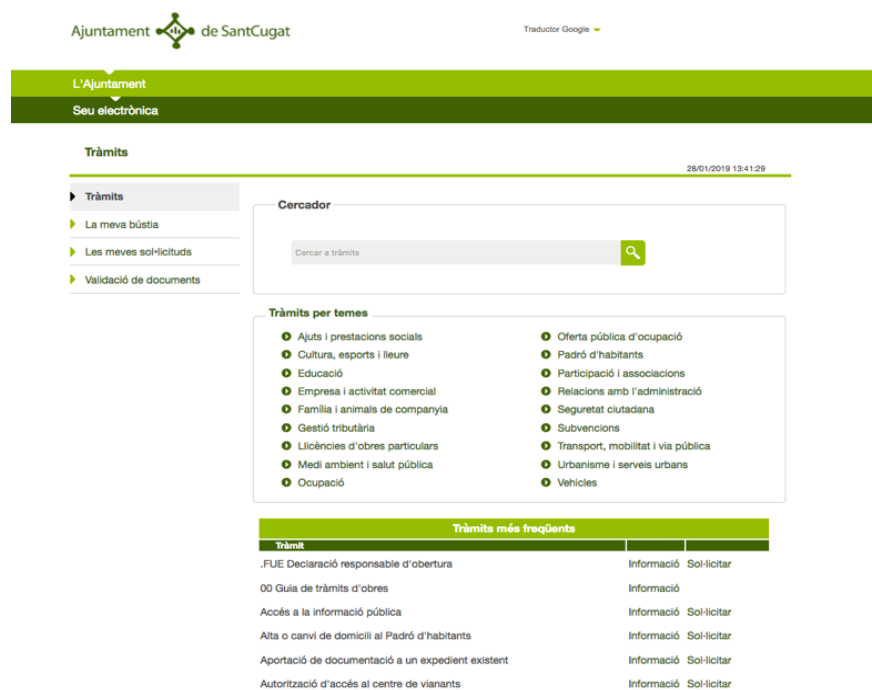 Ajuntament de SantCugat
Traductor Google
L'Ajuntament
Seu electrònica
Tràmits
28/01/2019 13:41:29
Tràmits
La meva bústia
Les meves sol•licituds
Validació de documents
Cercador
Cercar a tràmits
Tràmits per temes
Ajuts i prestacions socials
Cultura, esports i lleure
Educació
Empresa i activitat comercial
Família i animals de companyia
Gestió tributària
Llicències d'obres particulars
Medi ambient i salut pública
Ocupació
Oferta pública d'ocupació
Padró d'habitants
Participació i associacions
Relacions amb l'administració
Seguretat ciutadana
Subvencions
Transport, mobilitat i via pública
Urbanisme i serveis urbans
Vehicles
Tràmits més freqüents
Tràmit
.FUE Declaració responsable d'obertura Informació Sol·licitar
00 Guia de tràmits d'obres Informació
Accés a la informació pública Informació Sol·licitar
Alta o canvi de domicili al Padró d'habitants Informació Sol·licitar
Aportació de documentació a un expedient existent Informació Sol·licitar
Autorització d'accés al centre de vianants Informació Sol·licitar